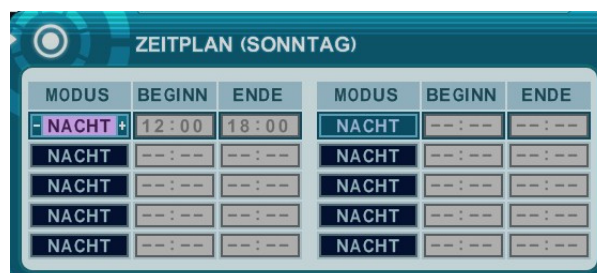 ZEITPLAN (SONNTAG)
MODUS BEGINN ENDE MODUS BEGINN ENDE
- NACHT + 12:00 18:00 NACHT --:-- --:--
NACHT --:-- --:-- NACHT --:-- --:--
NACHT --:-- --:-- NACHT --:-- --:--
NACHT --:-- --:-- NACHT --:-- --:--
NACHT --:-- --:-- NACHT --:-- --:--